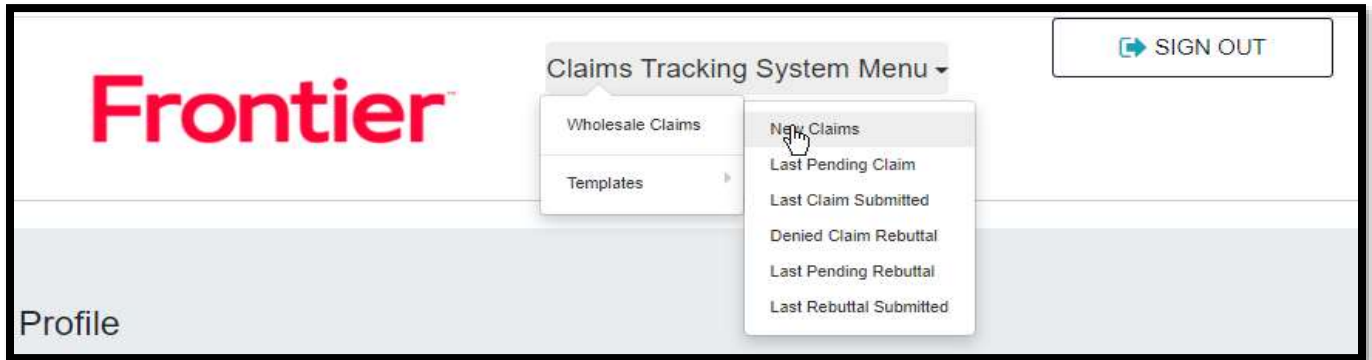 Frontier™
Claims Tracking System Menu
SIGN OUT
Wholesale Claims
Templates
New Claims
Last Pending Claim
Last Claim Submitted
Denied Claim Rebuttal
Last Pending Rebuttal
Last Rebuttal Submitted
Profile